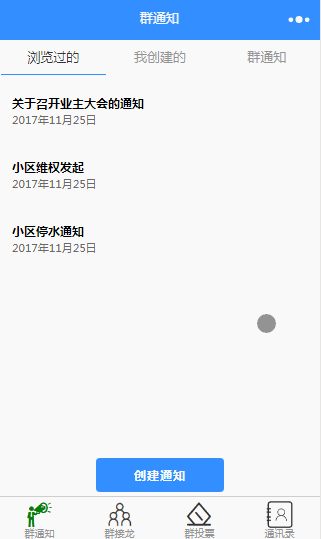 群通知
浏览过的 我创建的 群通知
关于召开业主大会的通知
2017年11月25日
小区维权发起
2017年11月25日
小区停水通知
2017年11月25日
创建通知
群通知 群接龙 群投票 通讯录